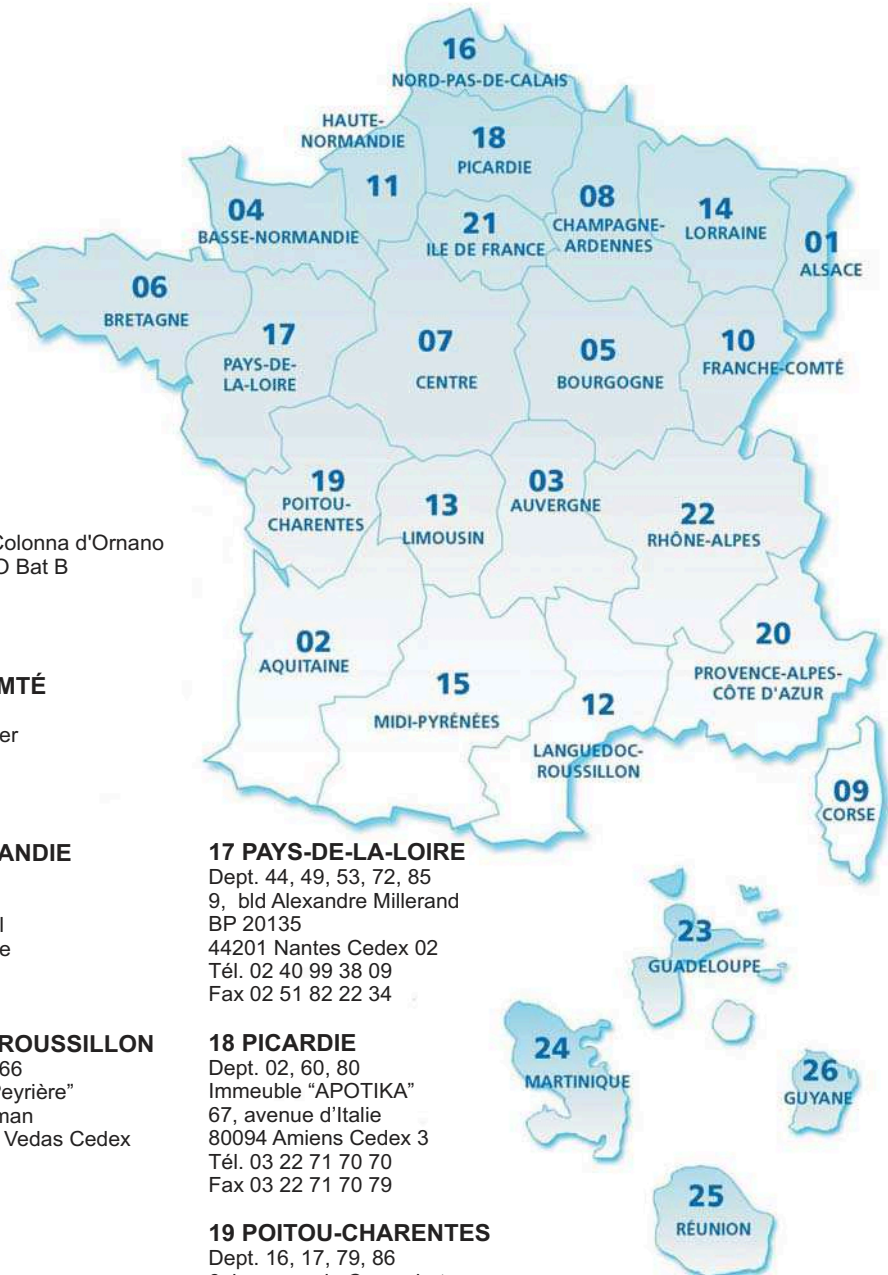 16
NORD-PAS-DE-CALAIS
HAUTE-
NORMANDIE
11
18
PICARDIE
04
BASSE-NORMANDIE
21
ILE DE FRANCE
08
CHAMPAGNE-
ARDENNES
14
LORRAINE
01
ALSACE
06
BRETAGNE
17
PAYS-DE-
LA-LOIRE
07
CENTRE
05
BOURGOGNE
10
FRANCHE-COMTÉ
19
POITOU-
CHARENTES
13
LIMOUSIN
03
AUVERGNE
22
RHÔNE-ALPES
02
AQUITAINE
15
MIDI-PYRÉNÉES
12
LANGUEDOC-
ROUSSILLON
20
PROVENCE-ALPES-
CÔTE D'AZUR
09
CORSE
23
GUADELOUPE
24
MARTINIQUE
26
GUYANE
25
RÉUNION
Colonna d'Ornano
Bat B
MTÉ
er
ANDIE
l
e
ROUSSILLON
66
Peyrière”
man
Vedas Cedex
17 PAYS-DE-LA-LOIRE
Dept. 44, 49, 53, 72, 85
9, bld Alexandre Millerand
BP 20135
44201 Nantes Cedex 02
Tél. 02 40 99 38 09
Fax 02 51 82 22 34
18 PICARDIE
Dept. 02, 60, 80
Immeuble “APOTIKA”
67, avenue d’Italie
80094 Amiens Cedex 3
Tél. 03 22 71 70 70
Fax 03 22 71 70 79
19 POITOU-CHARENTES
Dept. 16, 17, 79, 86